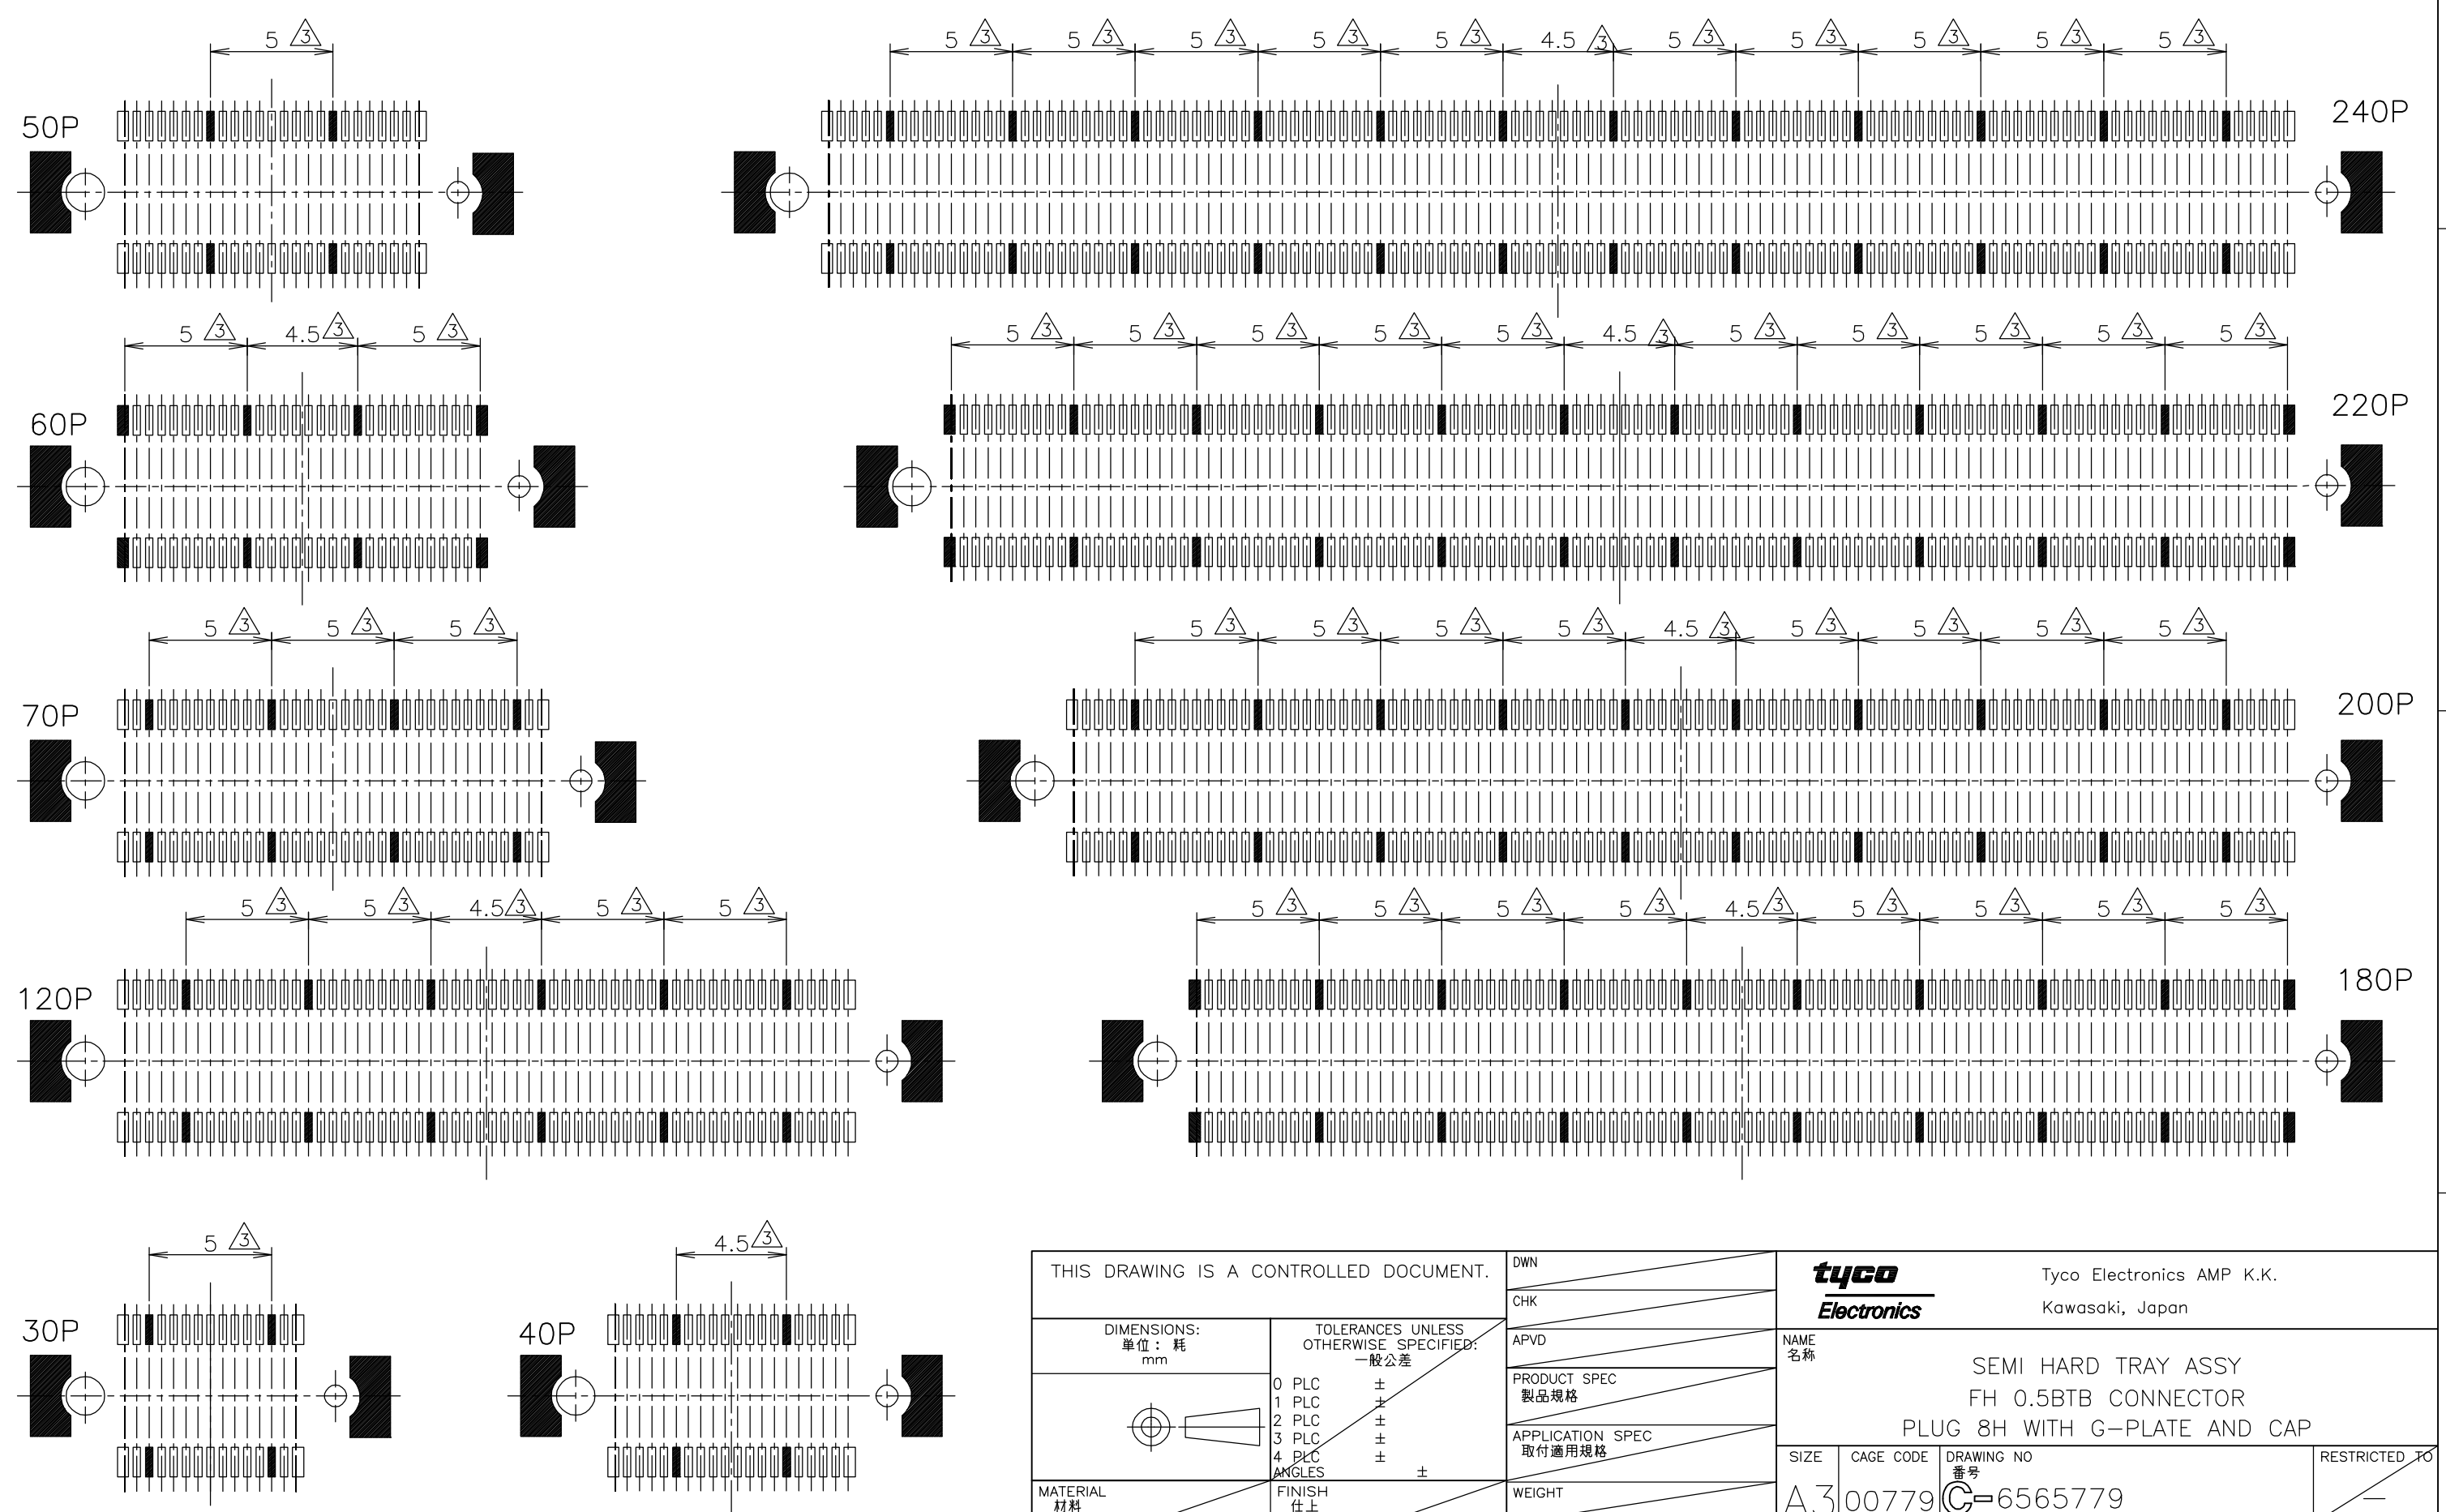 5 3
5 3 5 3 5 3 5 3 5 3 4.5 3 5 3 5 3 5 3 5 3 5 3
50P
240P
5 3 4.5 3 5 3
5 3 5 3 5 3 5 3 5 3 4.5 3 5 3 5 3 5 3 5 3 5 3
60P
220P
5 3 5 3 5 3
5 3 5 3 5 3 5 3 4.5 3 5 3 5 3 5 3 5 3
70P
200P
5 3 5 3 4.5 3 5 3 5 3
5 3 5 3 5 3 5 3 4.5 3 5 3 5 3 5 3 5 3
120P
180P
5 3
4.5 3
30P
40P
THIS DRAWING IS A CONTROLLED DOCUMENT.
DIMENSIONS:
単位： 耗
mm
TOLERANCES UNLESS
OTHERWISE SPECIFIED:
一般公差
0 PLC ±
1 PLC ±
2 PLC ±
3 PLC ±
4 PLC ±
ANGLES ±
MATERIAL
材料
FINISH
仕上
DWN
CHK
APVD
PRODUCT SPEC
製品規格
APPLICATION SPEC
取付適用規格
WEIGHT
tyco
Electronics
Tyco Electronics AMP K.K.
Kawasaki, Japan
NAME
名称
SEMI HARD TRAY ASSY
FH 0.5BTB CONNECTOR
PLUG 8H WITH G-PLATE AND CAP
SIZE
A3
CAGE CODE
00779
DRAWING NO
番号
C-6565779
RESTRICTED TO
—